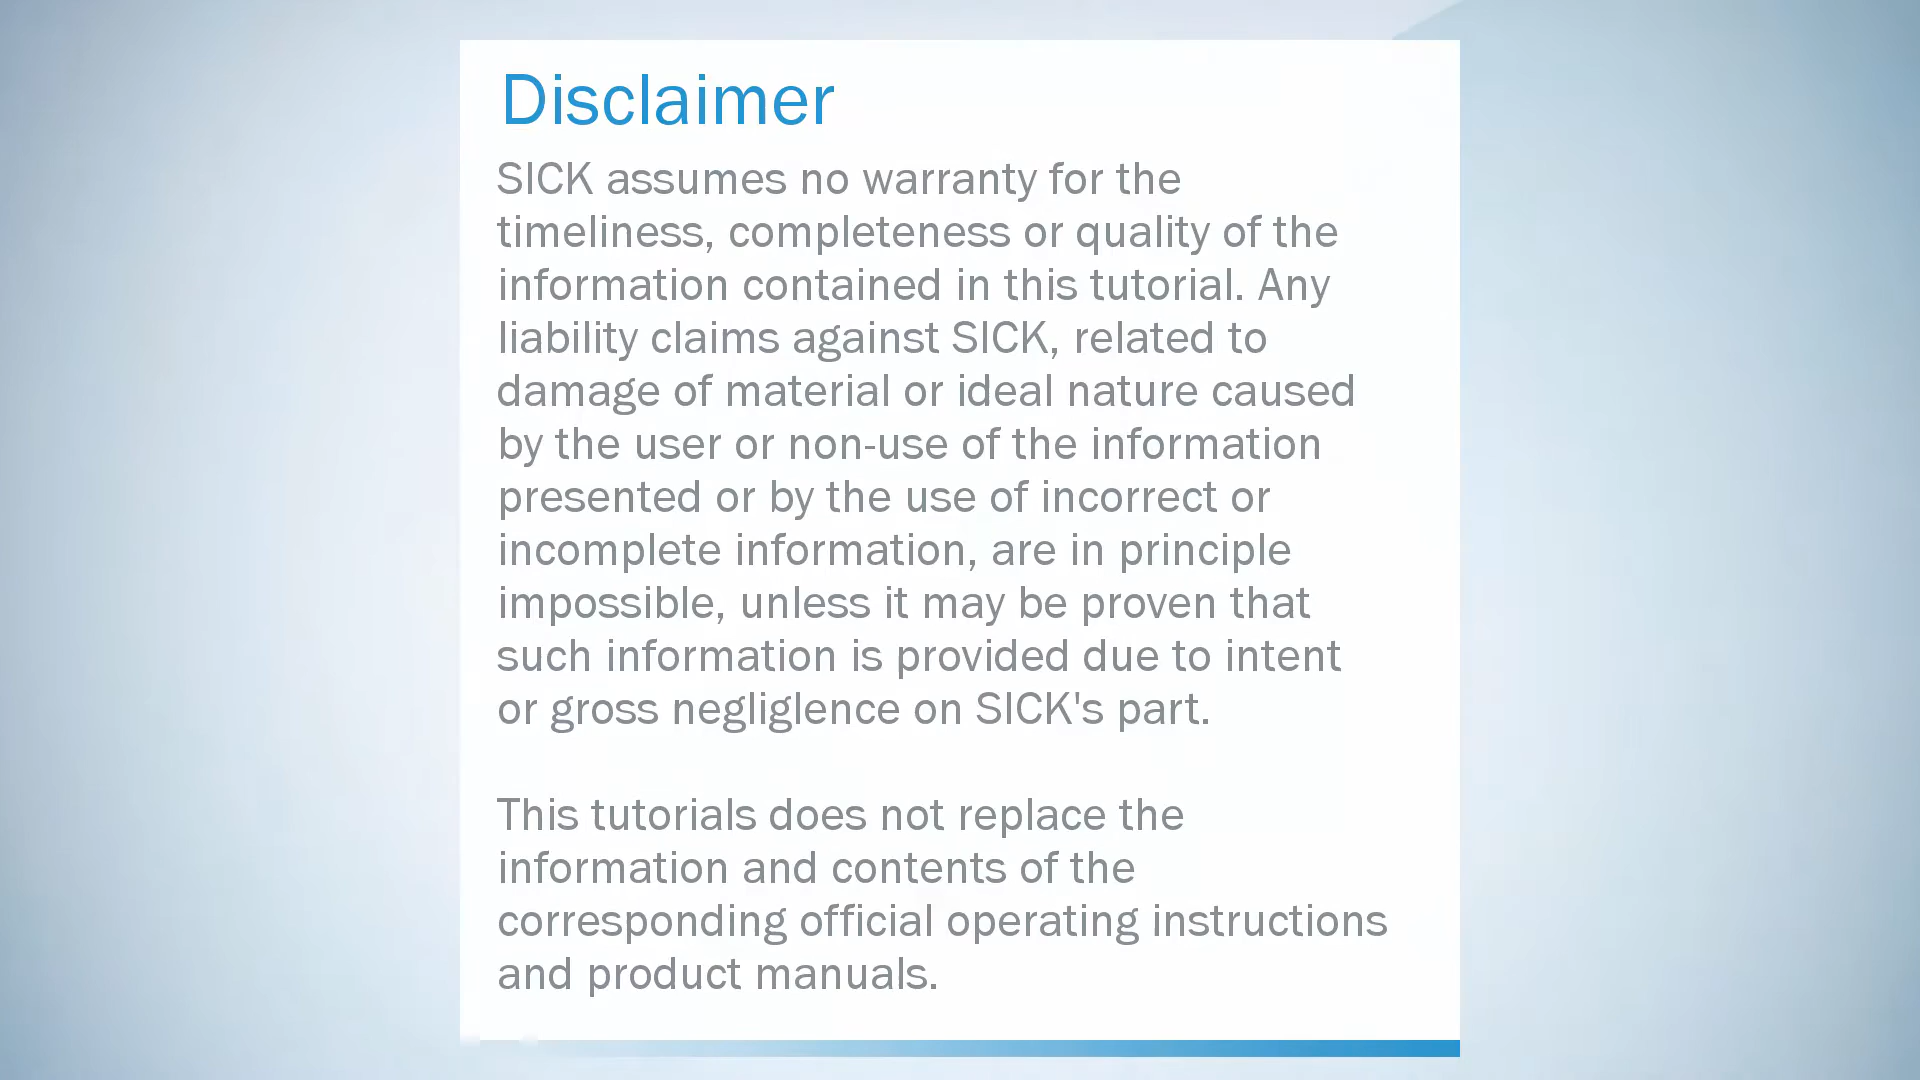 Disclaimer
SICK assumes no warranty for the
timeliness, completeness or quality of the
information contained in this tutorial. Any
liability claims against SICK, related to
damage of material or ideal nature caused
by the user or non-use of the information
presented or by the use of incorrect or
incomplete information, are in principle
impossible, unless it may be proven that
such information is provided due to intent
or gross negliglence on SICK's part.
This tutorials does not replace the
information and contents of the
corresponding official operating instructions
and product manuals.